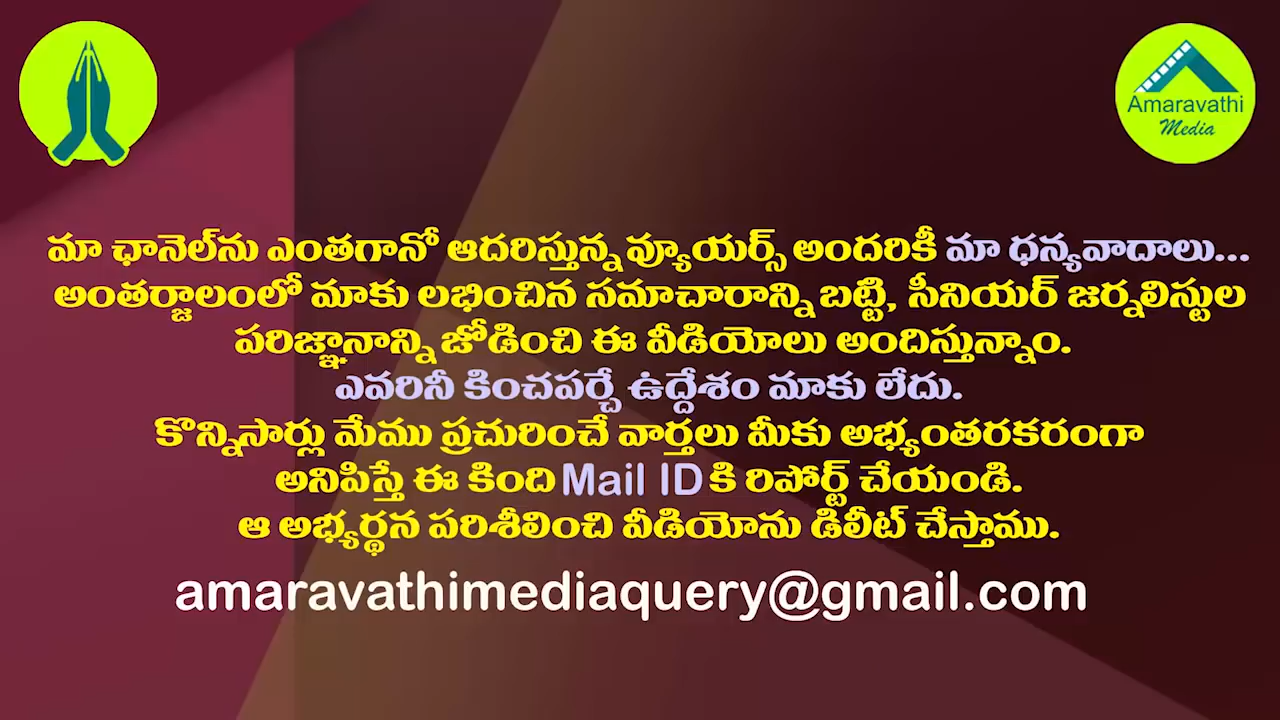 Amaravathi
Media
మా ఛానెల్‌ను ఎంతగానో ఆదరిస్తున్న వ్యూయర్స్ అందరికీ మా ధన్యవాదాలు...
అంతర్జాలంలో మాకు లభించిన సమాచారాన్ని బట్టి, సీనియర్ జర్నలిస్టుల
పరిజ్ఞానాన్ని జోడించి ఈ వీడియోలు అందిస్తున్నాం.
ఎవరినీ కించపర్చే ఉద్దేశం మాకు లేదు.
కొన్నిసార్లు మేము ప్రచురించే వార్తలు మీకు అభ్యంతరకరంగా
అనిపిస్తే ఈ కింది Mail ID కి రిపోర్ట్ చేయండి.
ఆ అభ్యర్థన పరిశీలించి వీడియోను డిలీట్ చేస్తాము.
amaravathimediaquery@gmail.com